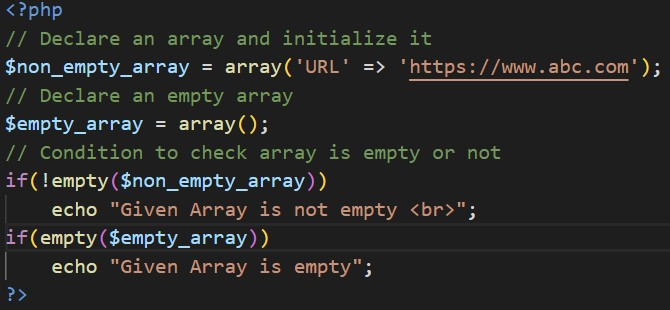 <?php
// Declare an array and initialize it
$non_empty_array = array('URL' => 'https://www.abc.com');
// Declare an empty array
$empty_array = array();
// Condition to check array is empty or not
if(!empty($non_empty_array))
    echo "Given Array is not empty <br>";
if(empty($empty_array))
    echo "Given Array is empty";
?>